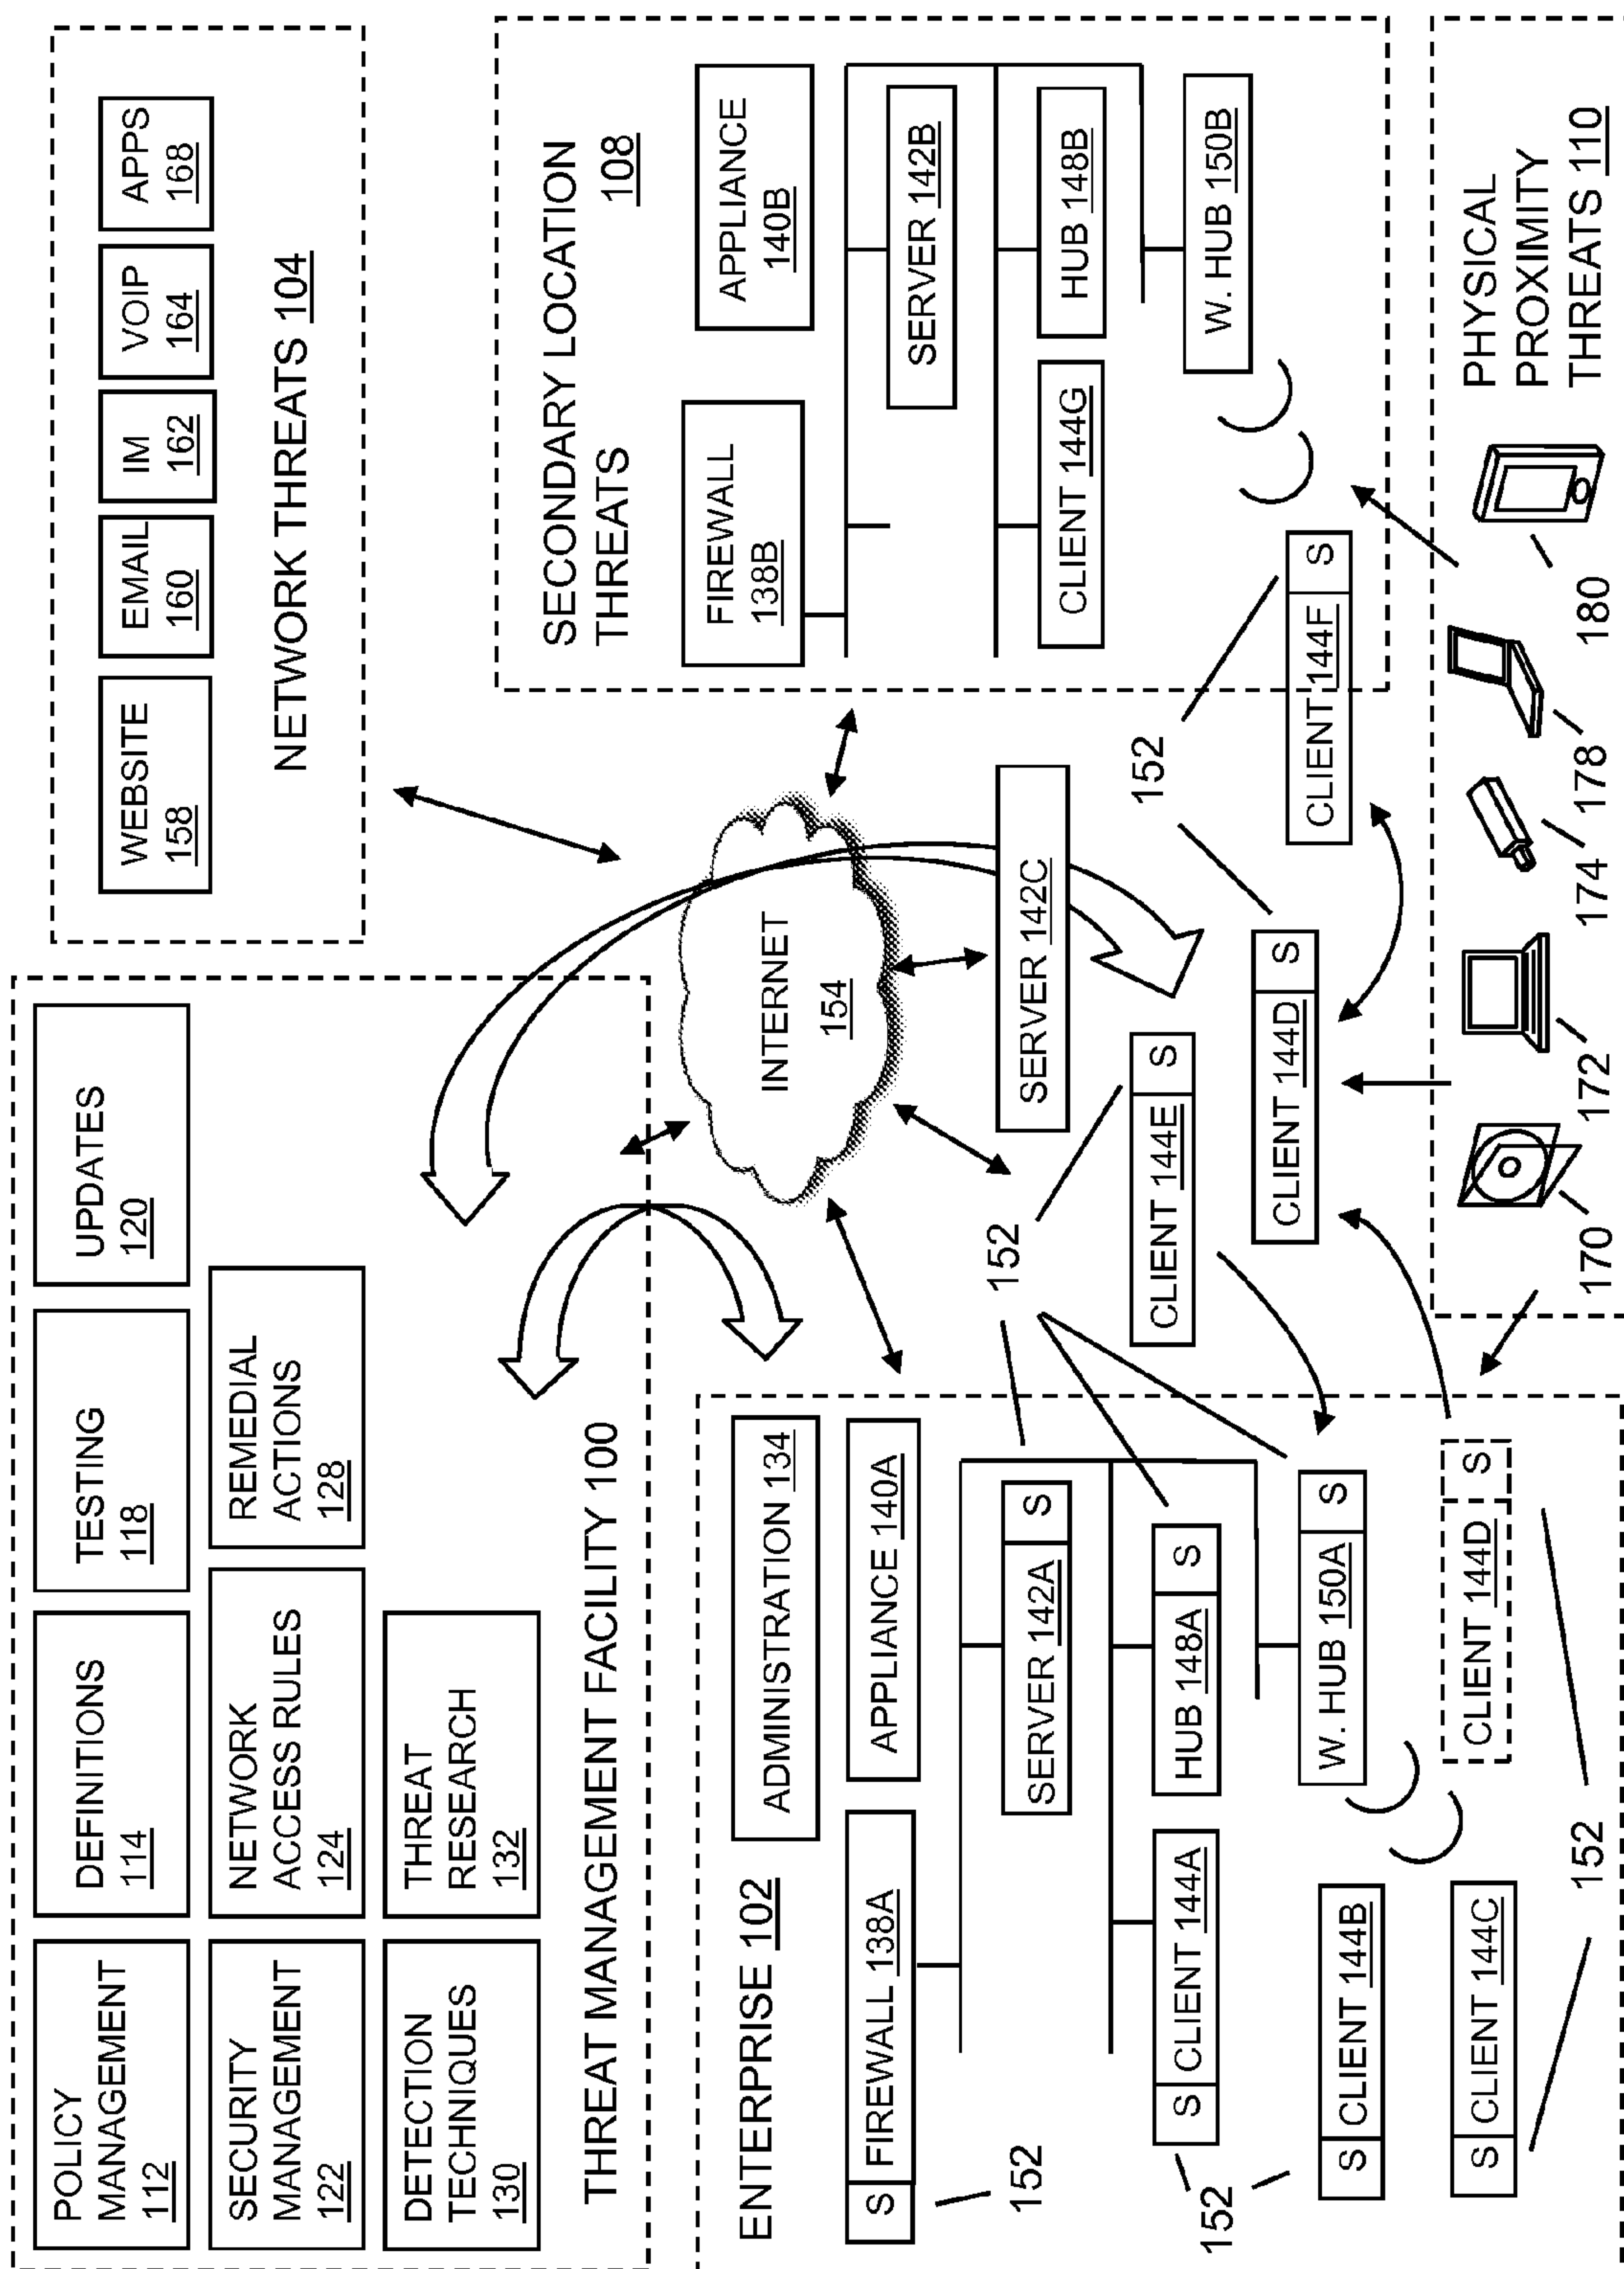 POLICY
MANAGEMENT
112
DEFINITIONS
114
TESTING
118
UPDATES
120
SECURITY
MANAGEMENT
122
NETWORK
ACCESS RULES
124
REMEDIAL
ACTIONS
128
DETECTION
TECHNIQUES
130
THREAT
RESEARCH
132
THREAT MANAGEMENT FACILITY 100
WEBSITE
158
EMAIL
160
IM
162
VOIP
164
APPS
168
NETWORK THREATS 104
SECONDARY LOCATION
THREATS 108
FIREWALL
138B
APPLIANCE
140B
SERVER 142B
CLIENT 144G
HUB 148B
W. HUB 150B
152
CLIENT 144F S
INTERNET
154
SERVER 142C
152
CLIENT 144E S
CLIENT 144D S
ENTERPRISE 102
ADMINISTRATION 134
S FIREWALL 138A
APPLIANCE 140A
152
SERVER 142A S
S CLIENT 144A
HUB 148A S
152
S CLIENT 144B
W. HUB 150A S
S CLIENT 144C
CLIENT 144D S
152
PHYSICAL
PROXIMITY
THREATS 110
170
172
174
178
180